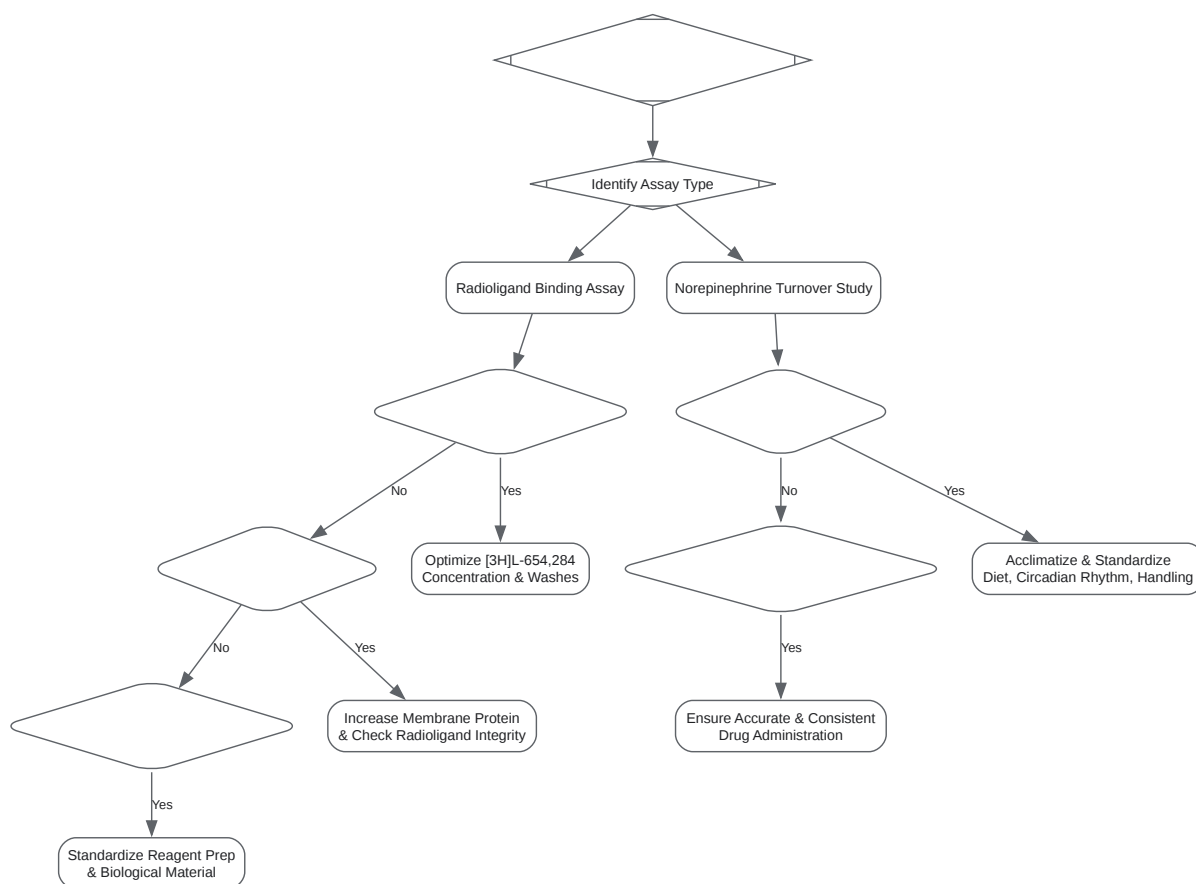 Identify Assay Type
Radioligand Binding Assay
Norepinephrine Turnover Study
No
Yes
No
Yes
Optimize [3H]L-654,284
Concentration & Washes
Acclimatize & Standardize
Diet, Circadian Rhythm, Handling
No
Yes
Yes
Increase Membrane Protein
& Check Radioligand Integrity
Ensure Accurate & Consistent
Drug Administration
Yes
Standardize Reagent Prep
& Biological Material